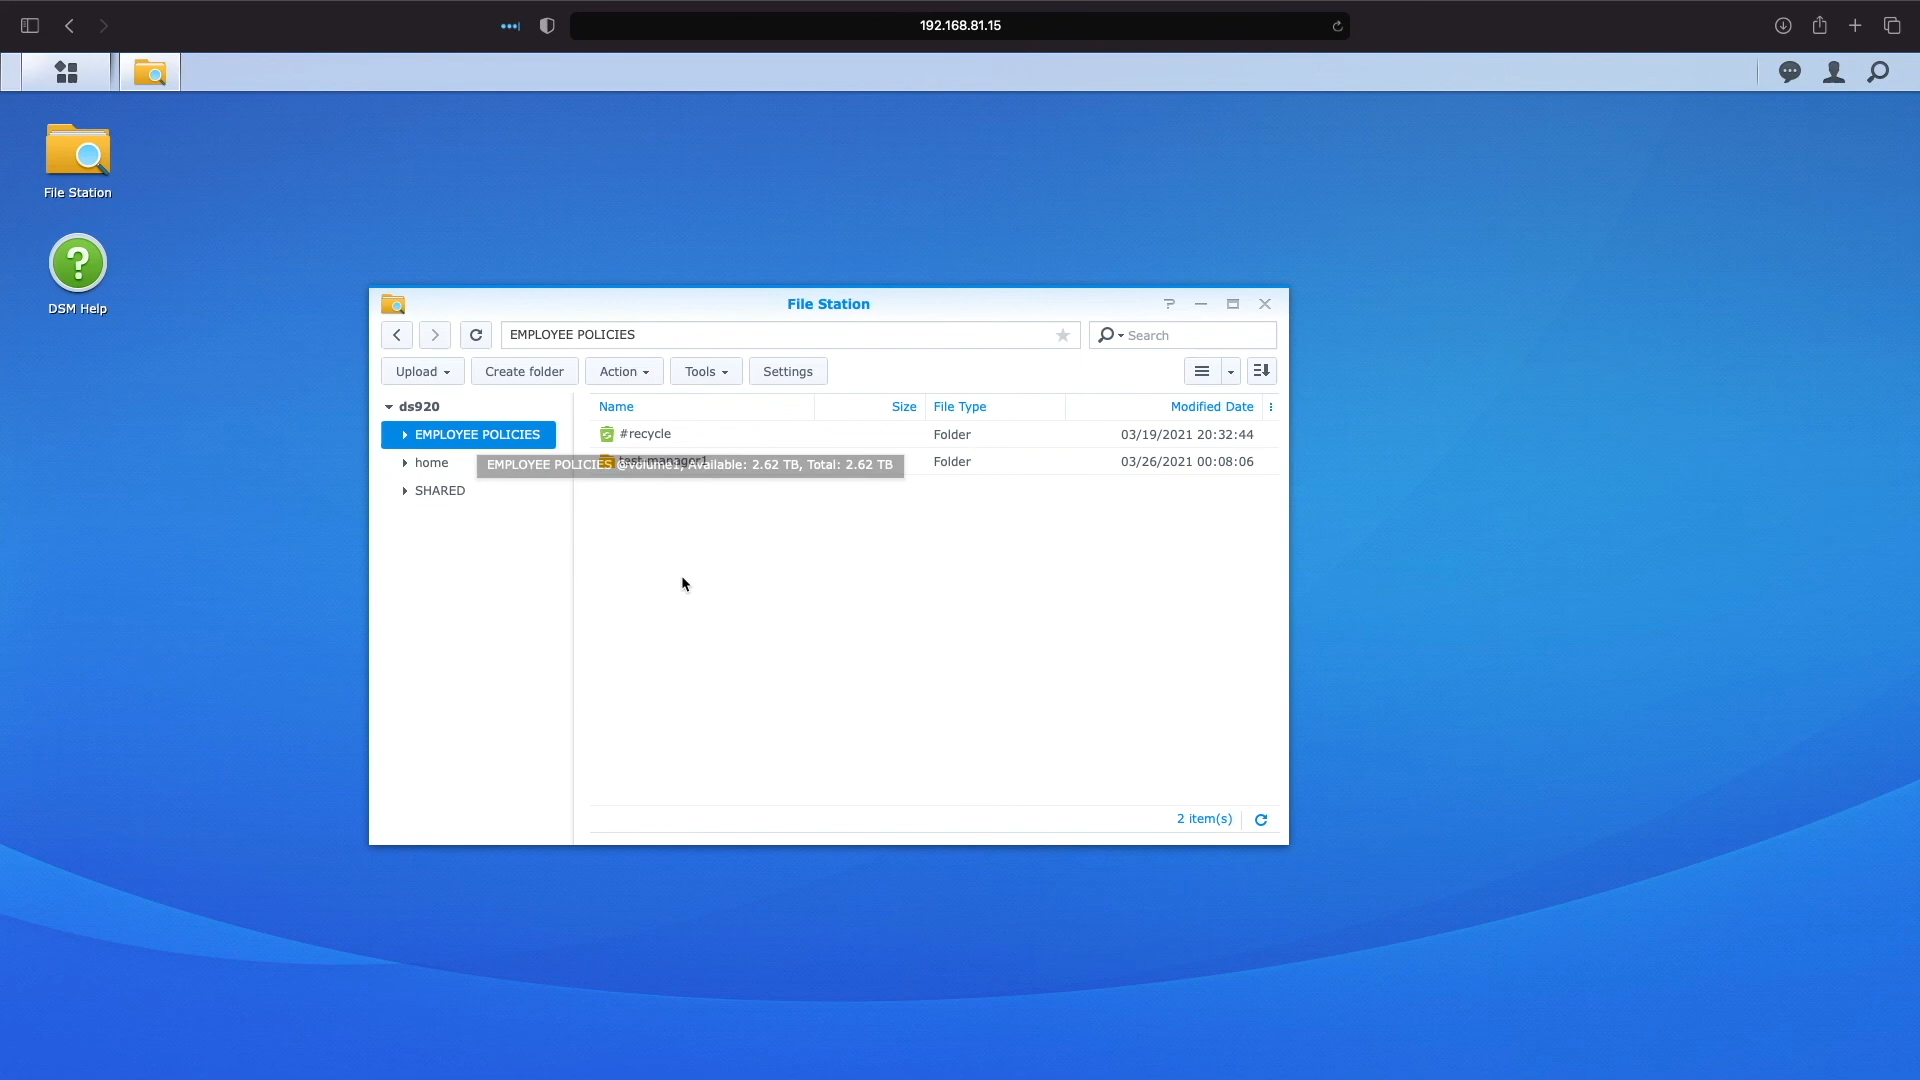 192.168.81.15
File Station
DSM Help
File Station
EMPLOYEE POLICIES
Search
Upload
Create folder
Action
Tools
Settings
ds920
EMPLOYEE POLICIES
home
SHARED
Name Size File Type Modified Date
#recycle Folder 03/19/2021 20:32:44
test-manager1 Folder 03/26/2021 00:08:06
EMPLOYEE POLICIES @volume1, Available: 2.62 TB, Total: 2.62 TB
2 item(s)